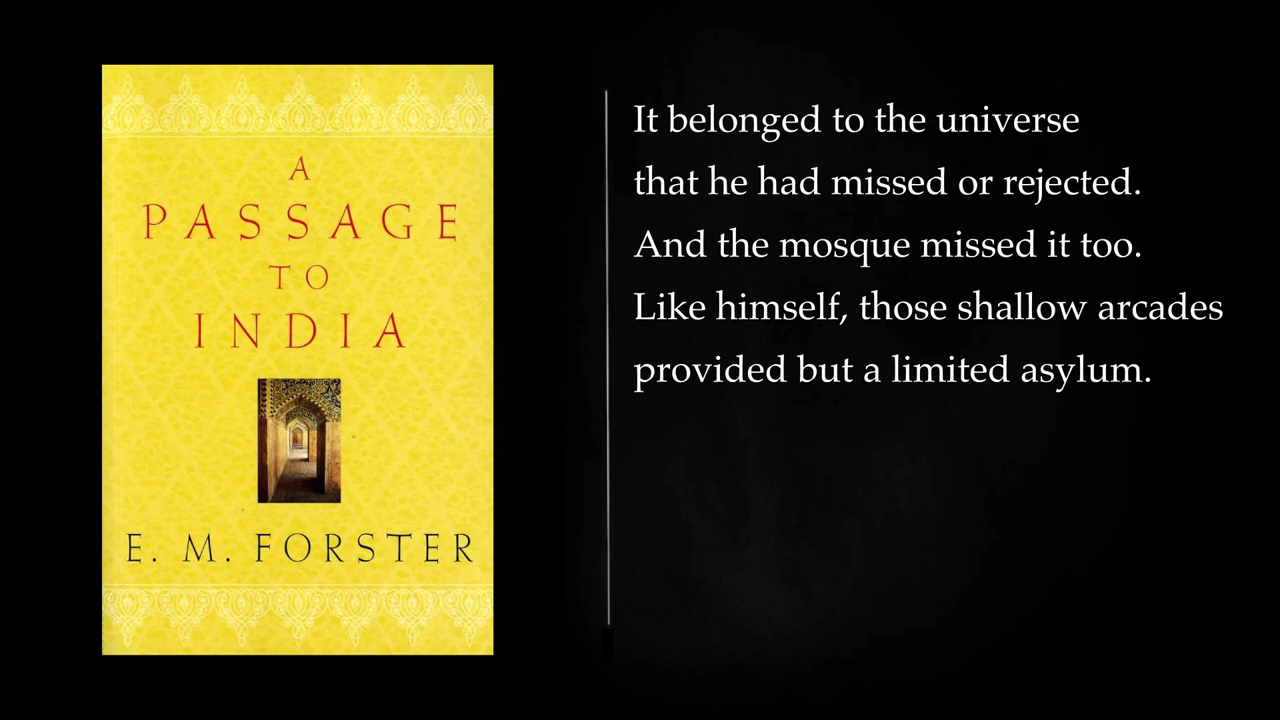 A
PASSAGE
TO
INDIA
E. M. FORSTER
It belonged to the universe
that he had missed or rejected.
And the mosque missed it too.
Like himself, those shallow arcades
provided but a limited asylum.